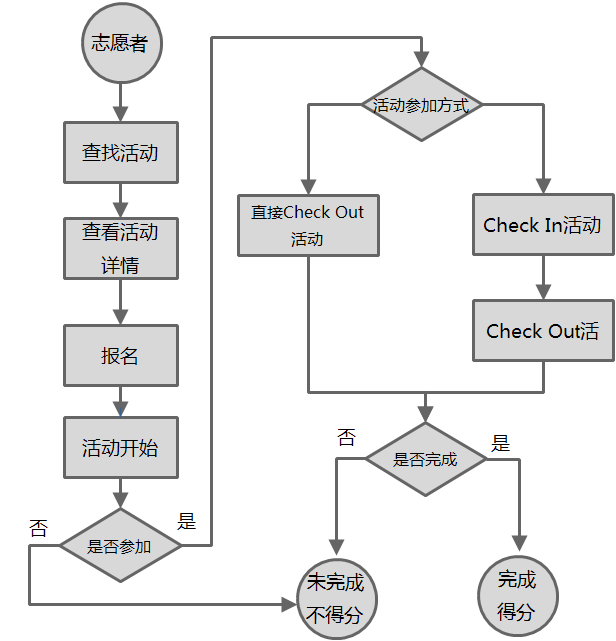 志愿者
查找活动
查看活动
详情
报名
活动开始
是否参加
否
是
活动参加方式
直接Check Out
活动
Check In活动
Check Out活
是否完成
否
是
未完成
不得分
完成
得分